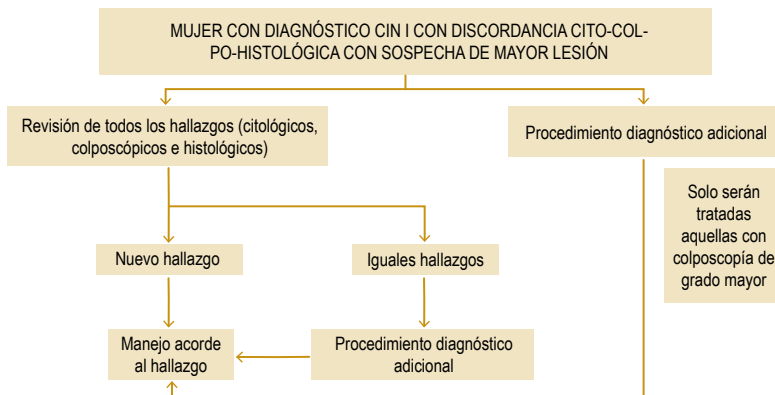 MUJER CON DIAGNÓSTICO CIN I CON DISCORDANCIA CITO-COL-
PO-HISTOLÓGICA CON SOSPECHA DE MAYOR LESIÓN
Revisión de todos los hallazgos (citológicos,
colposcópicos e histológicos)
Procedimiento diagnóstico adicional
Solo serán
tratadas
aquellas con
colposcopía de
grado mayor
Nuevo hallazgo
Iguales hallazgos
Manejo acorde
al hallazgo
Procedimiento diagnóstico
adicional